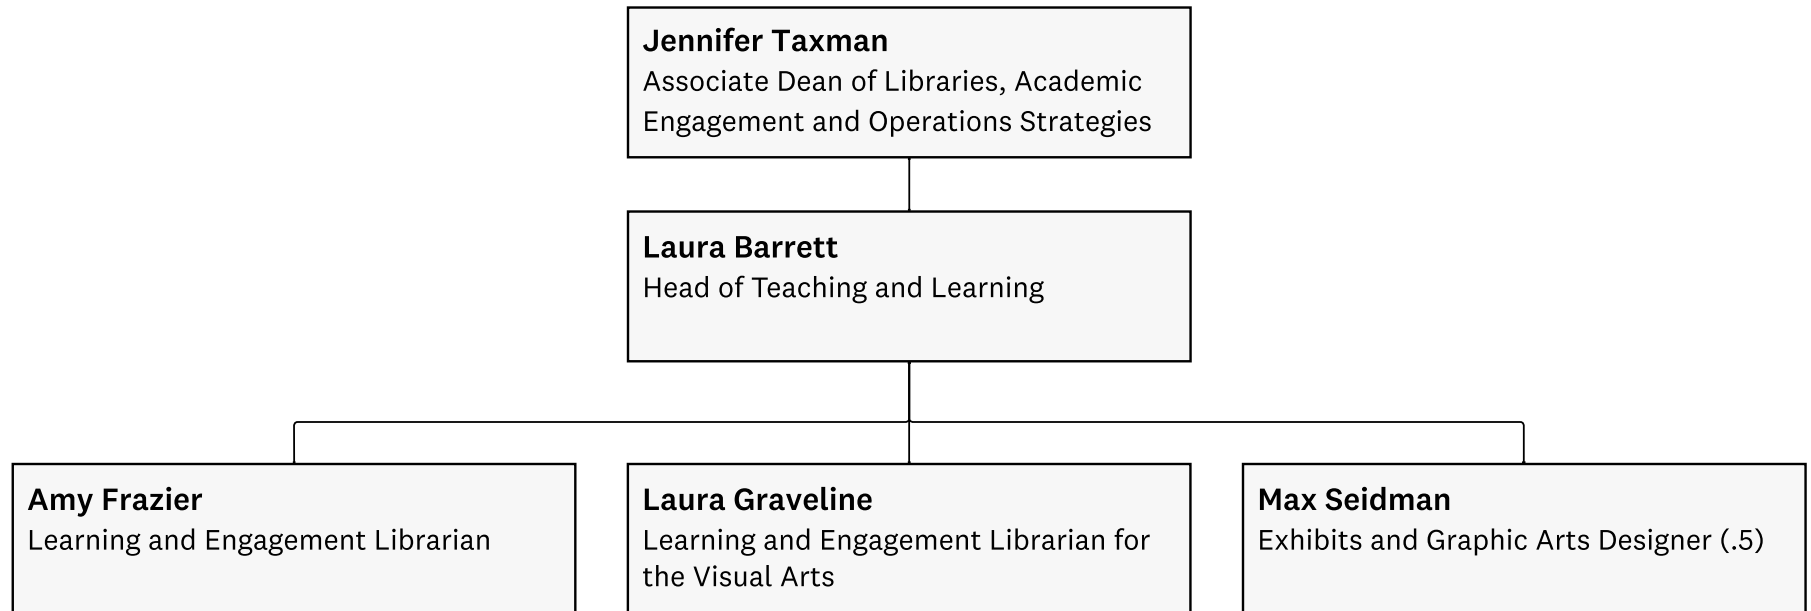 Jennifer Taxman
Associate Dean of Libraries, Academic
Engagement and Operations Strategies
Laura Barrett
Head of Teaching and Learning
Amy Frazier
Learning and Engagement Librarian
Laura Graveline
Learning and Engagement Librarian for
the Visual Arts
Max Seidman
Exhibits and Graphic Arts Designer (.5)